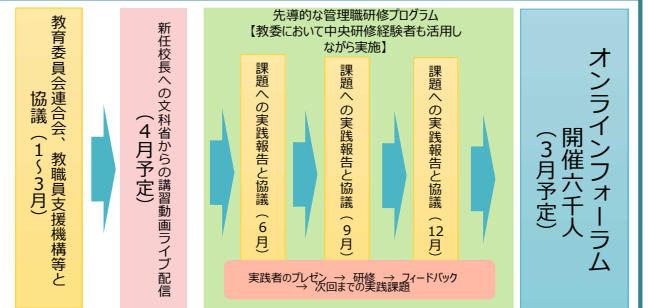 教育委員会連合会、教職員支援機構等と
協議（1～3月）
新任校長への文科省からの講習動画ライブ配信
（4月予定）
先導的な管理職研修プログラム
【教委において中央研修経験者も活用し
ながら実施】
課題への実践報告と協議（6月）
課題への実践報告と協議（9月）
課題への実践報告と協議（12月）
実践者のプレゼン → 研修 → フィードバック
→ 次回までの実践課題
オンラインフォーラム
開催六千人
（3月予定）